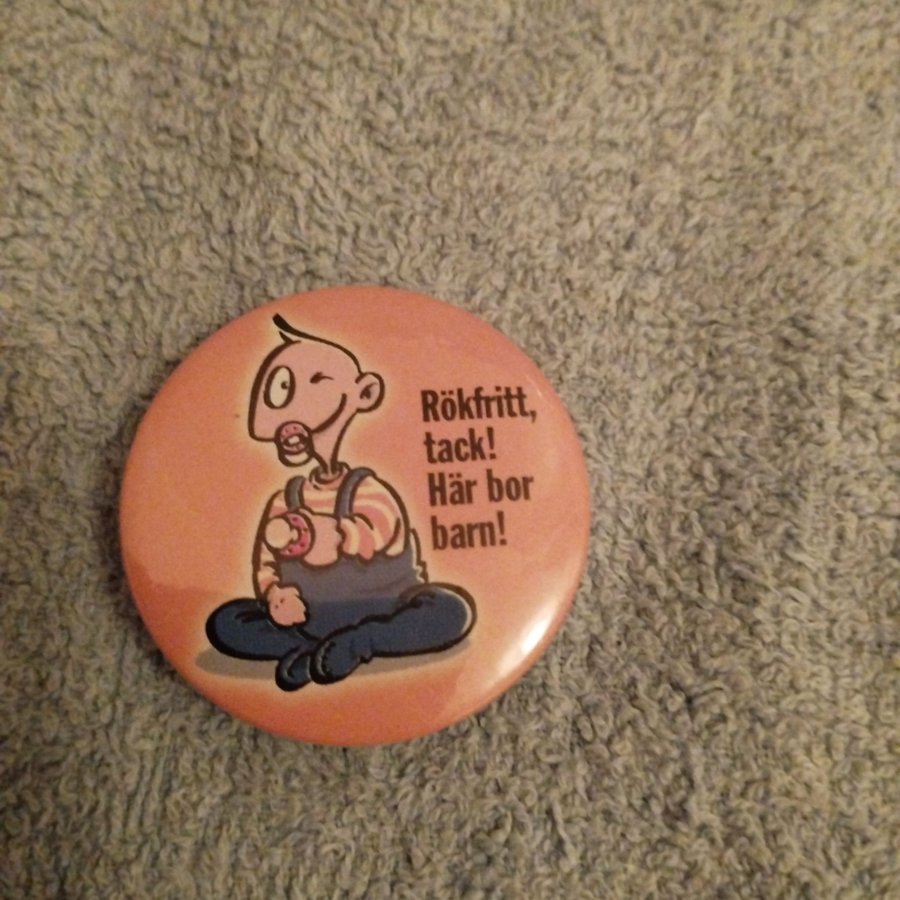 Rökfritt,
tack!
Här bor
barn!